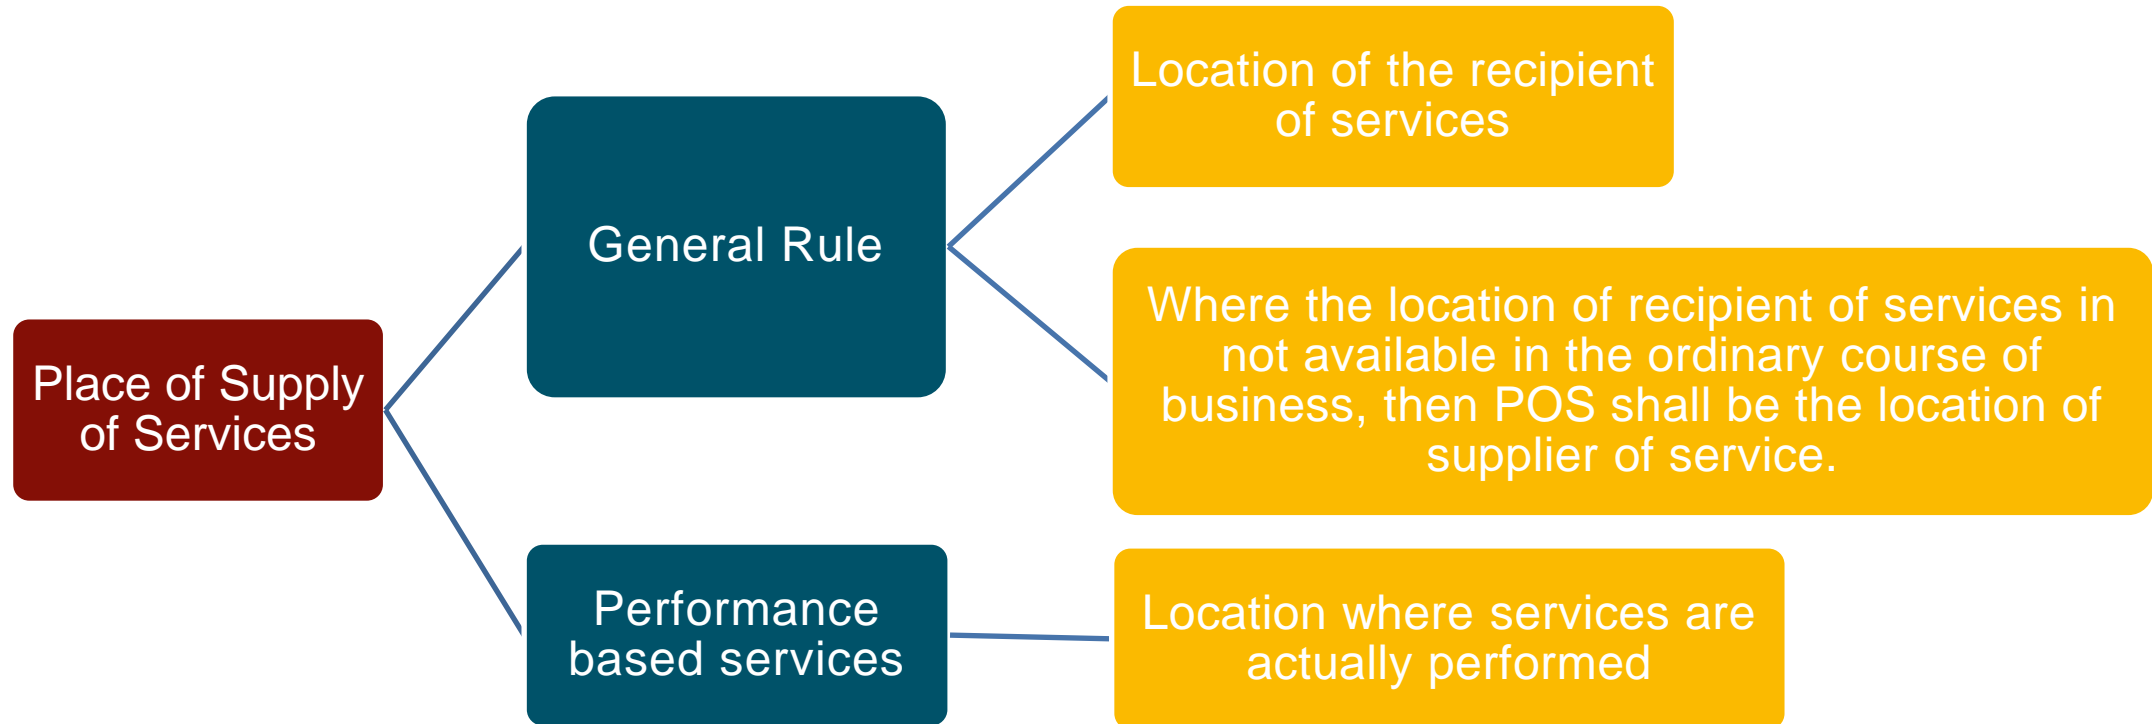 Place of Supply
of Services
General Rule
Location of the recipient
of services
Where the location of recipient of services in
not available in the ordinary course of
business, then POS shall be the location of
supplier of service.
Performance
based services
Location where services are
actually performed